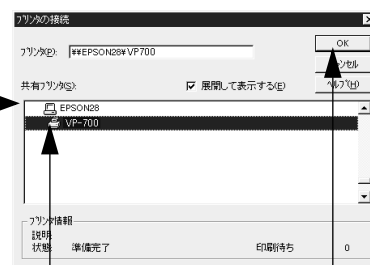 プリンタの接続
プリンタ(P): ¥¥EPSON28¥VP700
OK
キャンセル
共有プリンタ(S):
展開して表示する(E)
ヘルプ(H)
EPSON28
VP-700
プリンタ情報
説明:
状態: 準備完了
印刷待ち 0